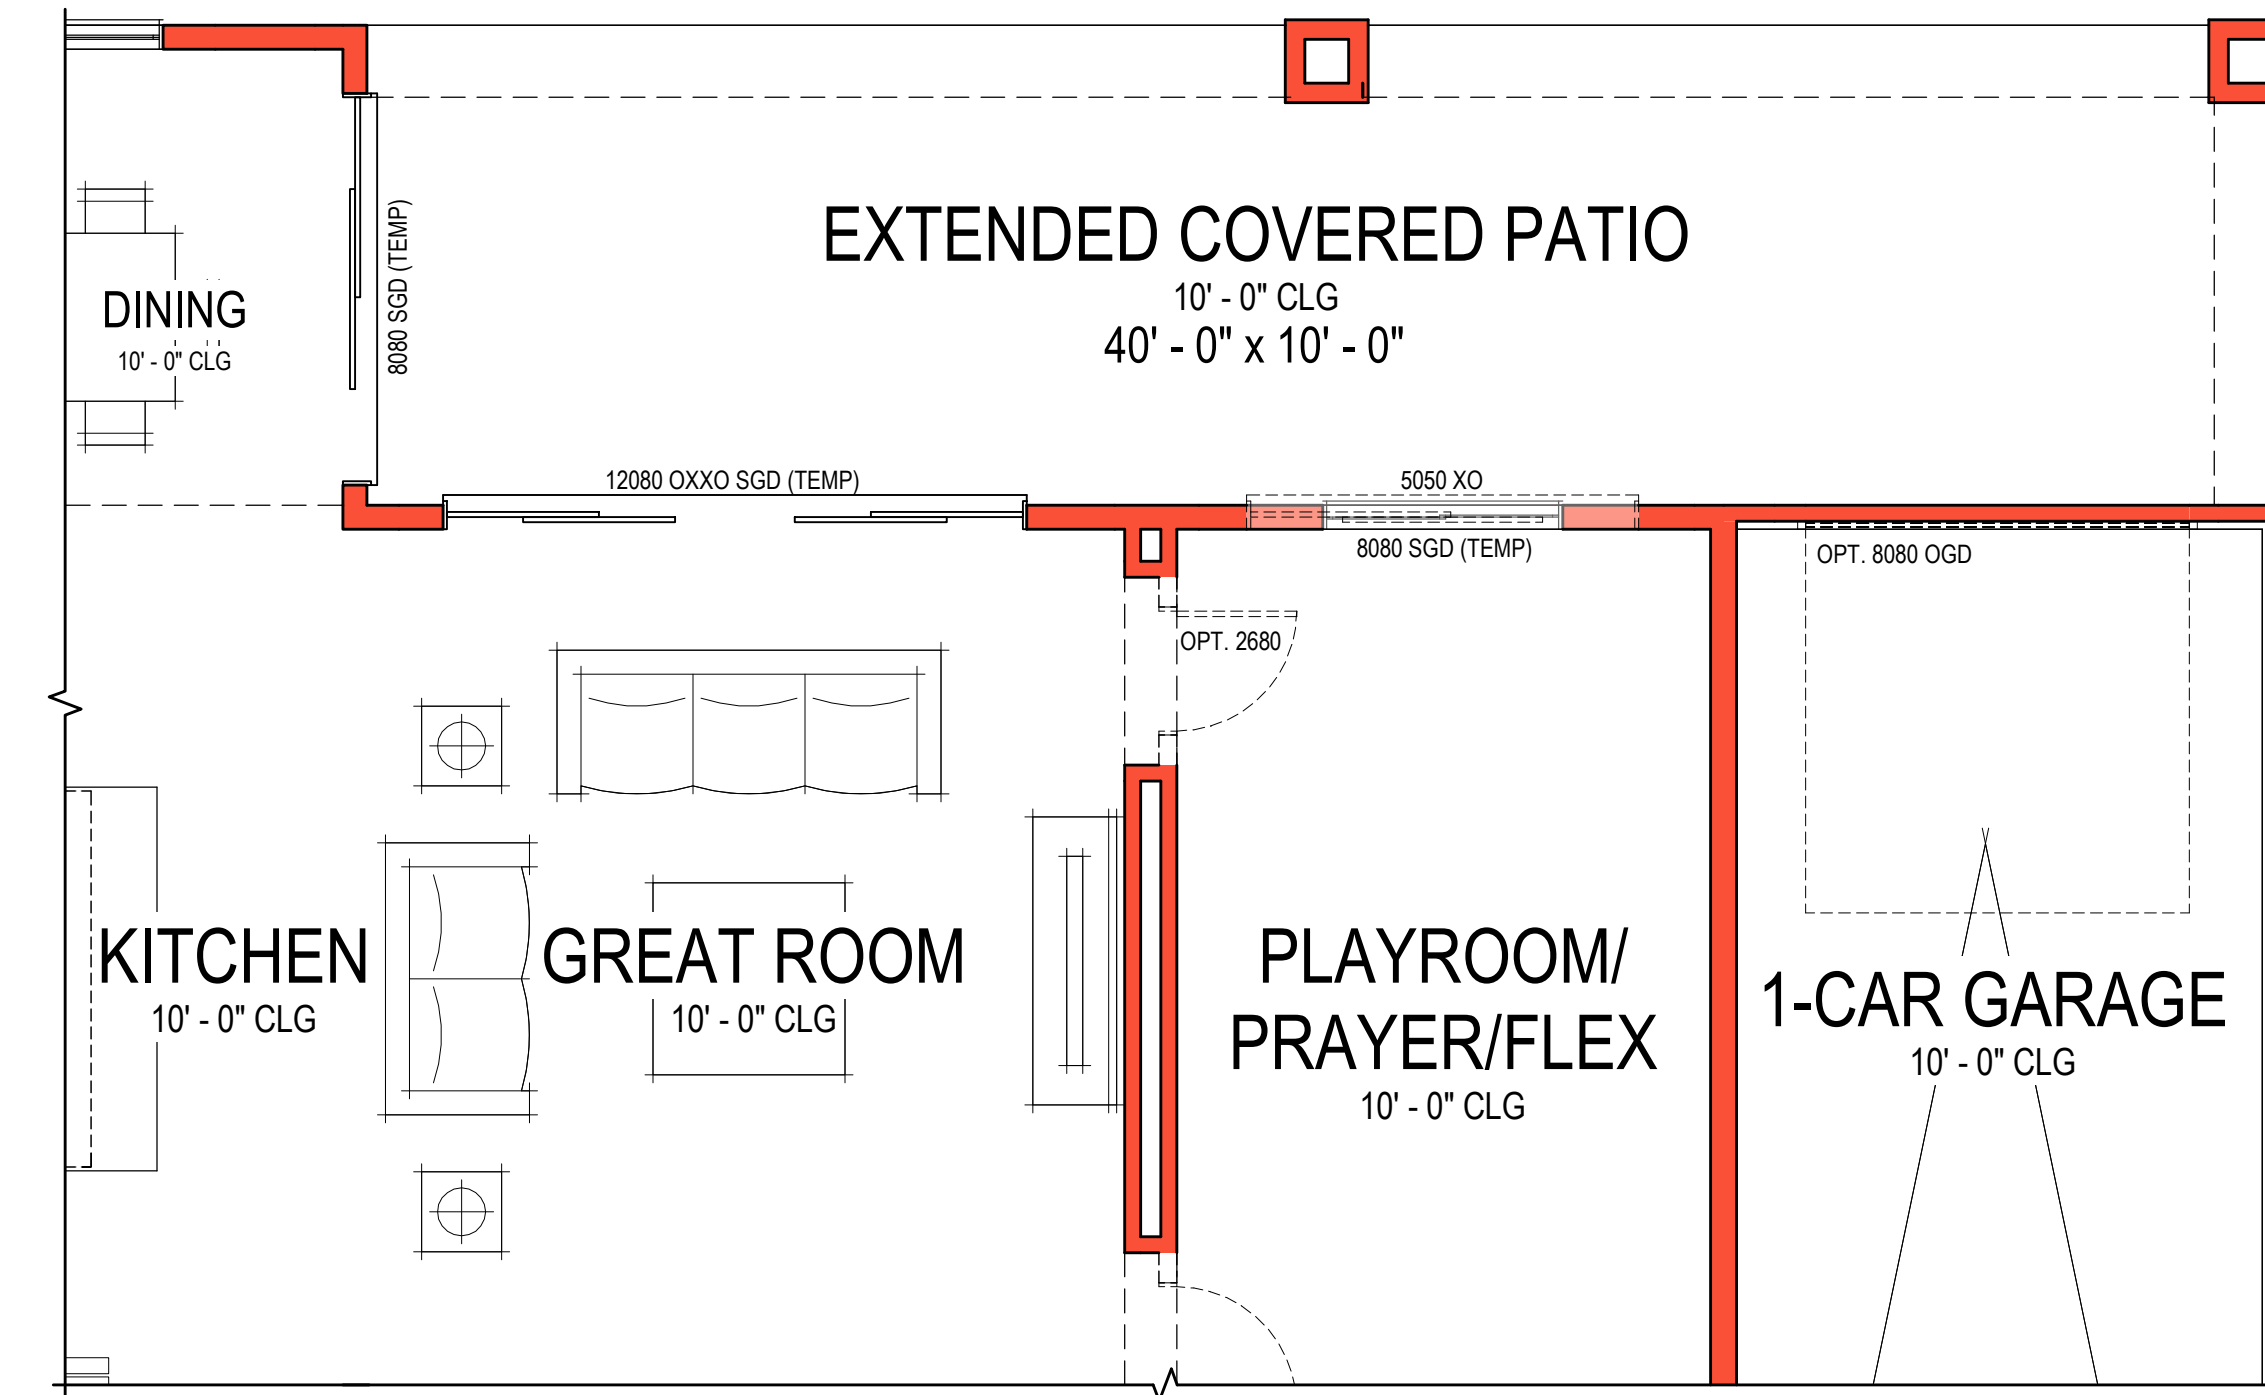 EXTENDED COVERED PATIO
10' - 0" CLG
40' - 0" x 10' - 0"
8080 SGD (TEMP)
DINING
10' - 0" CLG
12080 OXXO SGD (TEMP)
5050 XO
8080 SGD (TEMP)
OPT. 8080 OGD
OPT. 2680
KITCHEN
10' - 0" CLG
GREAT ROOM
10' - 0" CLG
PLAYROOM/
PRAYER/FLEX
10' - 0" CLG
1-CAR GARAGE
10' - 0" CLG